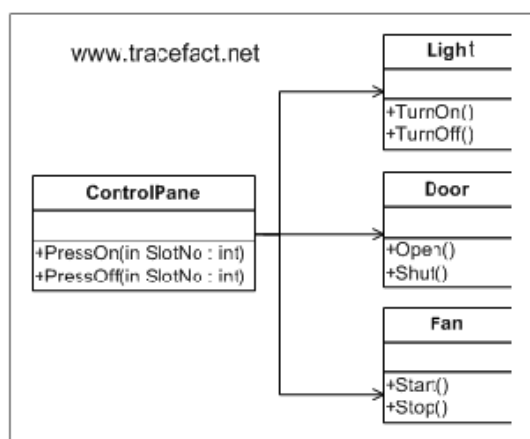 www.tracefact.net
Light
+TurnOn()
+TurnOff()
ControlPane
+PressOn(in SlotNo : int)
+PressOff(in SlotNo : int)
Door
+Open()
+Shut()
Fan
+Start()
+Stop()